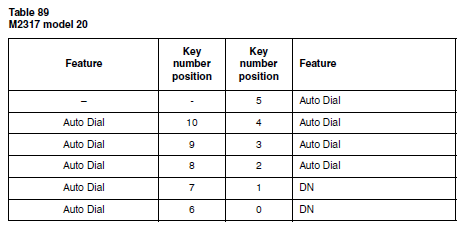 Table 89
M2317 model 20
Feature Key number position Key number position Feature
– - 5 Auto Dial
Auto Dial 10 4 Auto Dial
Auto Dial 9 3 Auto Dial
Auto Dial 8 2 Auto Dial
Auto Dial 7 1 DN
Auto Dial 6 0 DN